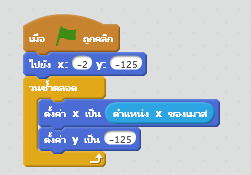 เมื่อ ถูกคลิก
ไปยัง x: -2 y: -125
วนซ้ำตลอด
ตั้งค่า x เป็น ตำแหน่ง x ของเมาส์
ตั้งค่า y เป็น -125